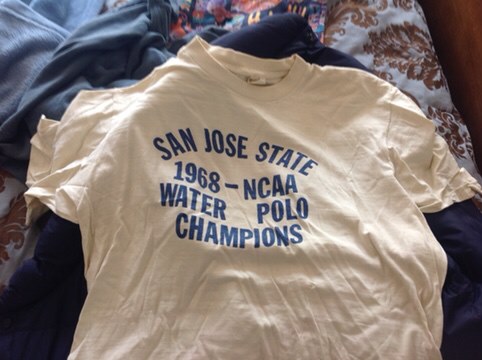 SAN JOSE STATE
1968 - NCAA
WATER POLO
CHAMPIONS